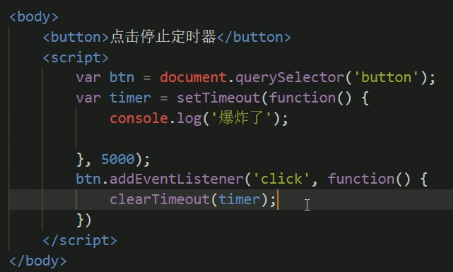 <body>
<button>点击停止定时器</button>
<script>
var btn = document.querySelector('button');
var timer = setTimeout(function() {
console.log('爆炸了');
}, 5000);
btn.addEventListener('click', function() {
clearTimeout(timer);
})
</script>
</body>